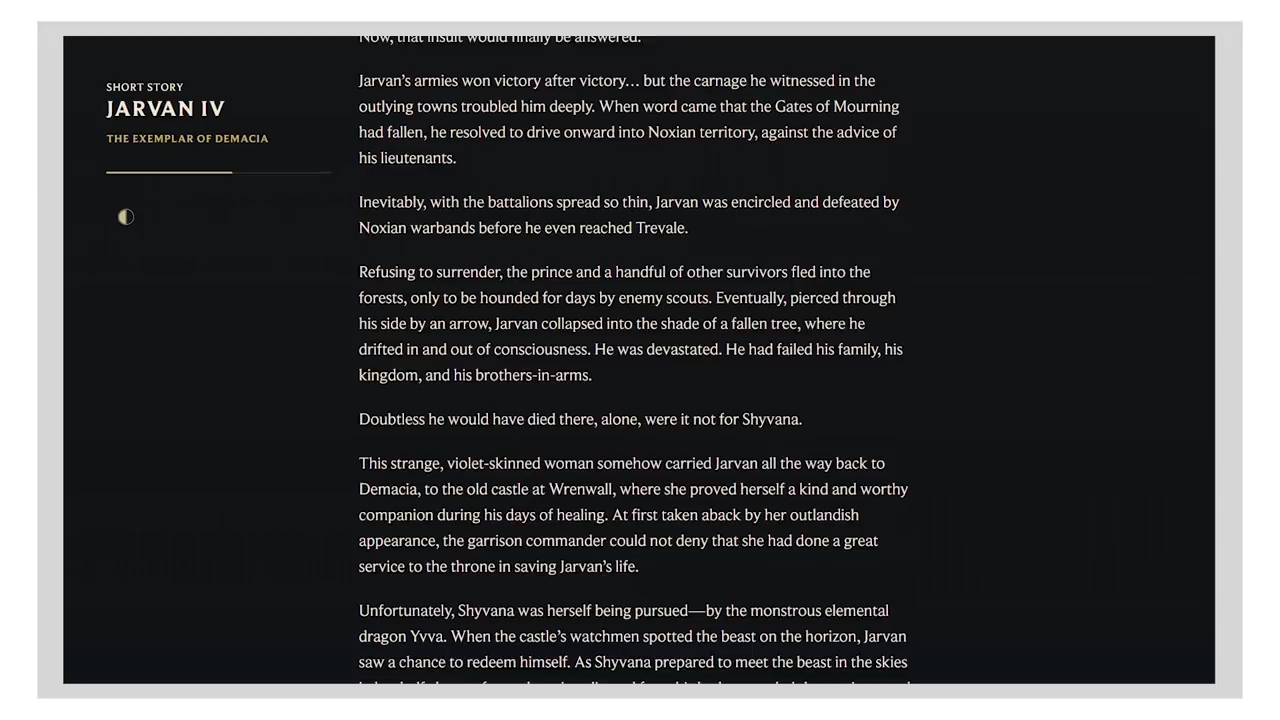 Now, that insult would finally be answered.
SHORT STORY
JARVAN IV
THE EXEMPLAR OF DEMACIA
Jarvan’s armies won victory after victory… but the carnage he witnessed in the
outlying towns troubled him deeply. When word came that the Gates of Mourning
had fallen, he resolved to drive onward into Noxian territory, against the advice of
his lieutenants.
Inevitably, with the battalions spread so thin, Jarvan was encircled and defeated by
Noxian warbands before he even reached Trevale.
Refusing to surrender, the prince and a handful of other survivors fled into the
forests, only to be hounded for days by enemy scouts. Eventually, pierced through
his side by an arrow, Jarvan collapsed into the shade of a fallen tree, where he
drifted in and out of consciousness. He was devastated. He had failed his family, his
kingdom, and his brothers-in-arms.
Doubtless he would have died there, alone, were it not for Shyvana.
This strange, violet-skinned woman somehow carried Jarvan all the way back to
Demacia, to the old castle at Wrenwall, where she proved herself a kind and worthy
companion during his days of healing. At first taken aback by her outlandish
appearance, the garrison commander could not deny that she had done a great
service to the throne in saving Jarvan’s life.
Unfortunately, Shyvana was herself being pursued—by the monstrous elemental
dragon Yvva. When the castle’s watchmen spotted the beast on the horizon, Jarvan
saw a chance to redeem himself. As Shyvana prepared to meet the beast in the skies